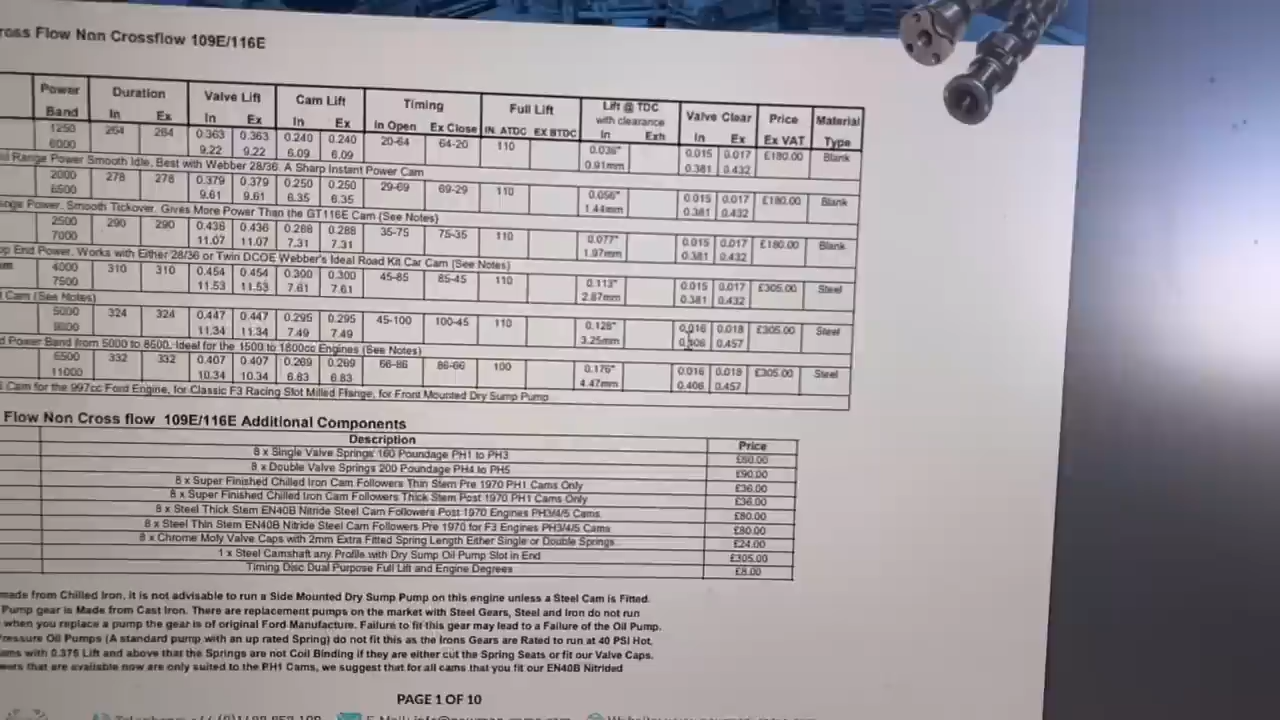 ross Flow Non Crossflow 109E/116E
Power Band Duration In Ex Valve Lift In Ex Cam Lift In Ex Timing In Open Ex Close Full Lift IN. ATDC EX BTDC Lift @ TDC with clearance In Exh Valve Clear In Ex Price Ex VAT Material Type
1250 264 264 0.363 0.363 0.240 0.240 20-64 64-20 110 0.036" 0.015 0.017 £180.00 Blank
6000 9.22 9.22 6.09 6.09 0.91mm 0.381 0.432
Range Power Smooth Idle, Best with Webber 28/36. A Sharp Instant Power Cam
2000 278 278 0.379 0.379 0.250 0.250 29-69 69-29 110 0.056" 0.015 0.017 £180.00 Blank
6500 9.61 9.61 6.35 6.35 1.44mm 0.381 0.432
Power. Smooth Tickover. Gives More Power Than the GT116E Cam (See Notes)
2500 290 290 0.436 0.436 0.288 0.288 35-75 75-35 110 0.077" 0.015 0.017 £180.00 Blank
7000 11.07 11.07 7.31 7.31 1.97mm 0.381 0.432
op End Power. Works with Either 28/36 or Twin DCOE Webber's Ideal Road Kit Car Cam (See Notes)
4000 310 310 0.454 0.454 0.300 0.300 45-85 85-45 110 0.113" 0.015 0.017 £305.00 Steel
7500 11.53 11.53 7.61 7.61 2.87mm 0.381 0.432
Cam (See Notes)
5000 324 324 0.447 0.447 0.295 0.295 45-100 100-45 110 0.128" 0.016 0.018 £305.00 Steel
11.34 11.34 7.49 7.49 3.25mm 0.406 0.457
d Power Band from 5000 to 8600. Ideal for the 1500 to 1800cc Engines (See Notes)
6500 332 332 0.407 0.407 0.269 0.269 66-86 86-66 100 0.176" 0.016 0.018 £305.00 Steel
11000 10.34 10.34 6.83 6.83 4.47mm 0.406 0.457
Cam for the 997cc Ford Engine, for Classic F3 Racing Slot Milled Flange, for Front Mounted Dry Sump Pump
Flow Non Cross flow 109E/116E Additional Components
Description Price
8 x Single Valve Springs 160 Poundage PH1 to PH3 £60.00
8 x Double Valve Springs 200 Poundage PH4 to PH5 £90.00
8 x Super Finished Chilled Iron Cam Followers Thin Stem Pre 1970 PH1 Cams Only £36.00
8 x Super Finished Chilled Iron Cam Followers Thick Stem Post 1970 PH1 Cams Only £36.00
8 x Steel Thick Stem EN40B Nitride Steel Cam Followers Post 1970 Engines PH3/4/5 Cams £80.00
8 x Steel Thin Stem EN40B Nitride Steel Cam Followers Pre 1970 for F3 Engines PH3/4/5 Cams £80.00
8 x Chrome Moly Valve Caps with 2mm Extra Fitted Spring Length Either Single or Double Springs £24.00
1 x Steel Camshaft any Profile with Dry Sump Oil Pump Slot in End £305.00
Timing Disc Dual Purpose Full Lift and Engine Degrees £8.00
made from Chilled Iron, it is not advisable to run a Side Mounted Dry Sump Pump on this engine unless a Steel Cam is Fitted.
Pump gear is Made from Cast Iron. There are replacement pumps on the market with Steel Gears, Steel and Iron do not run
when you replace a pump the gear is of original Ford Manufacture. Failure to fit this gear may lead to a Failure of the Oil Pump.
Pressure Oil Pumps (A standard pump with an up rated Spring) do not fit this as the Irons Gears are Rated to run at 40 PSI Hot.
ams with 0.375 Lift and above that the Springs are not Coil Binding if they are either cut the Spring Seats or fit our Valve Caps.
wers that are available now are only suited to the PH1 Cams, we suggest that for all cams that you fit our EN40B Nitrided
PAGE 1 OF 10